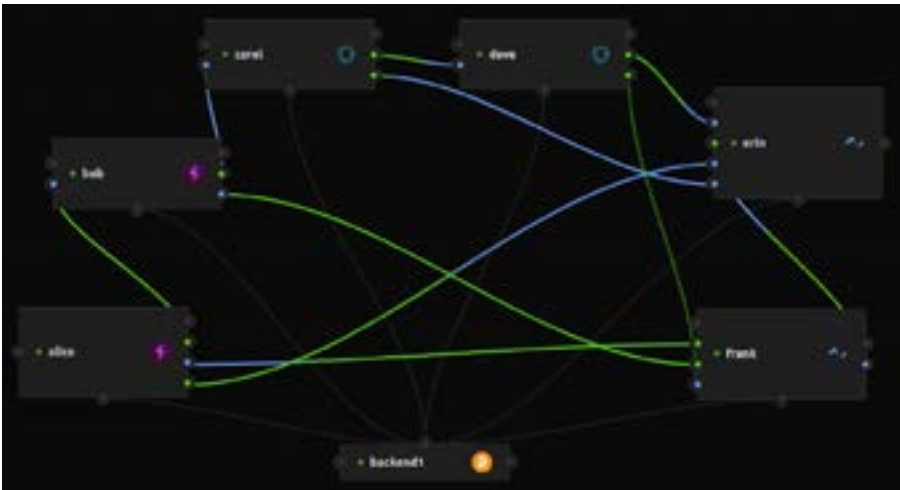 carol
dave
erin
bob
alice
frank
backend1